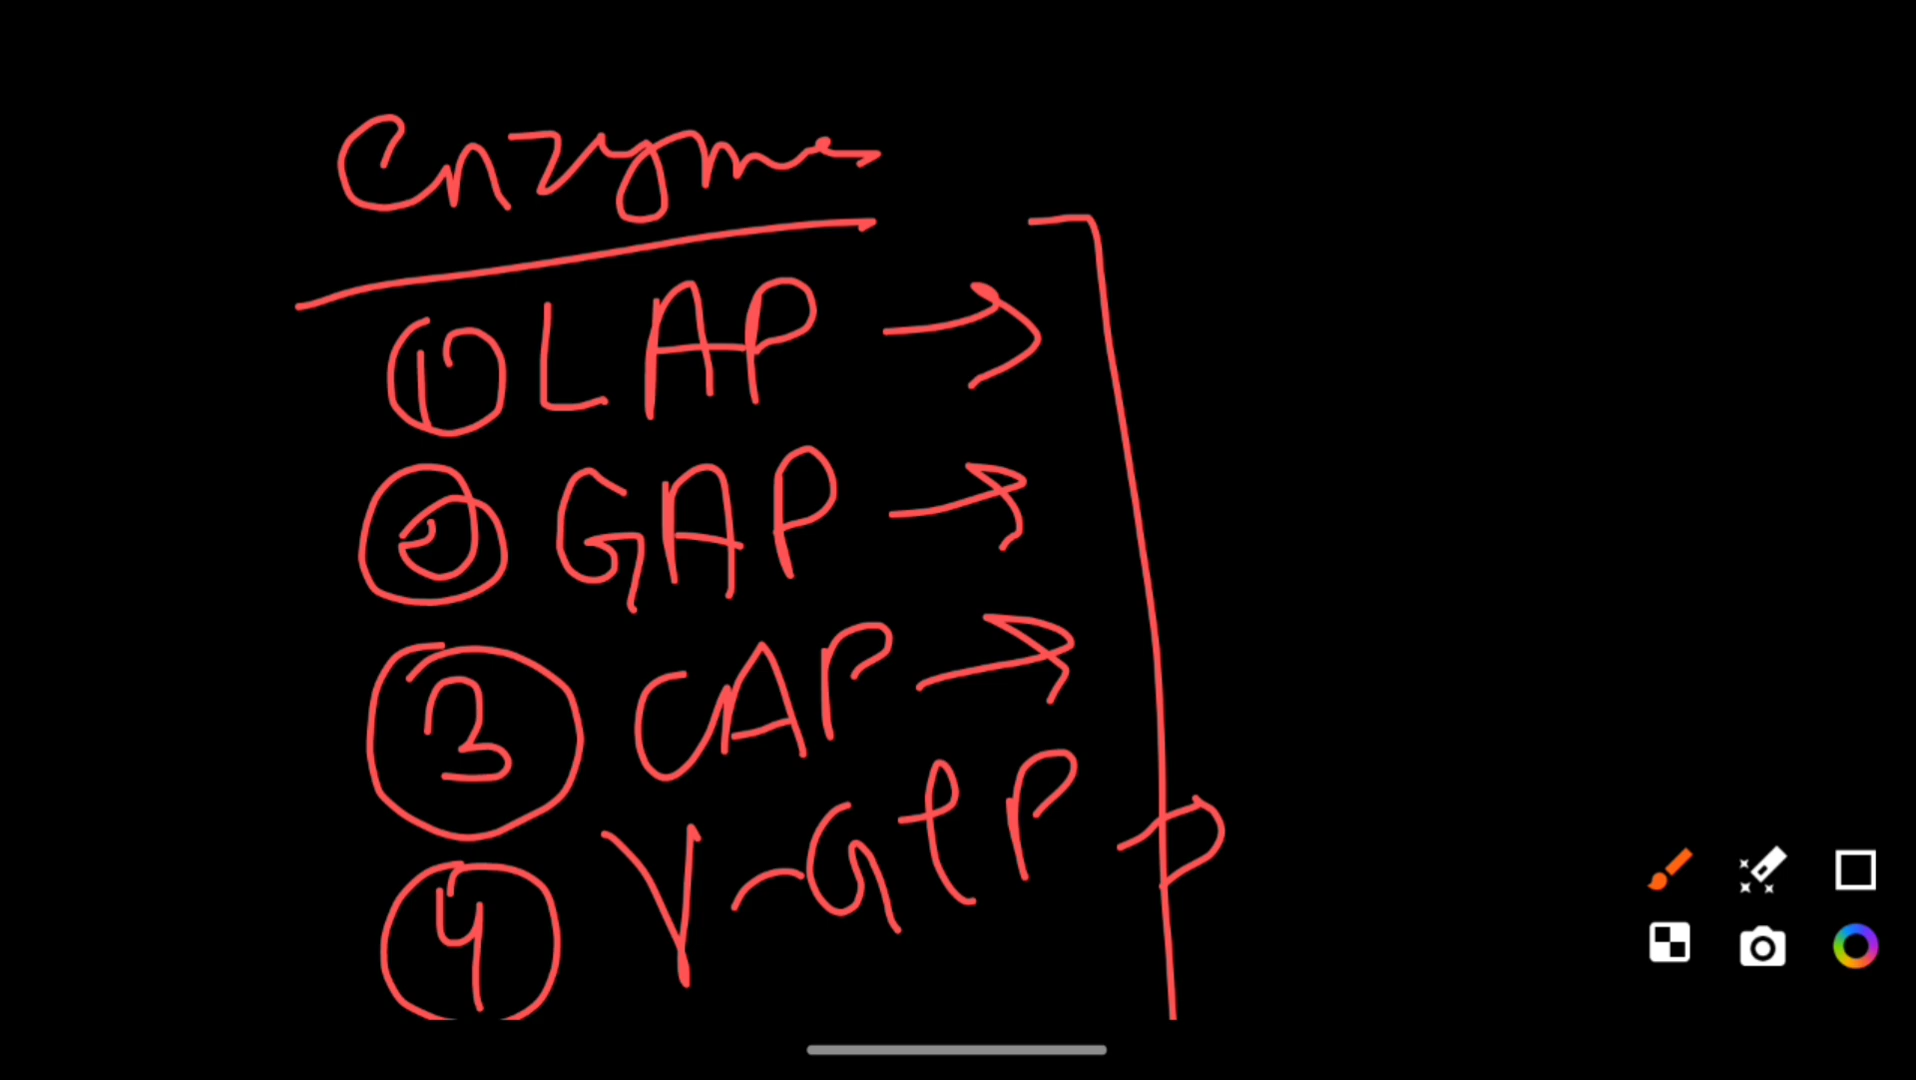 Enzyme
① LAP →
② GAP →
③ CAP →
④ γ-GTP →